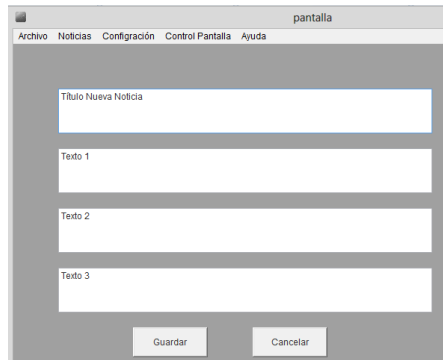 pantalla
Archivo Noticias Configración Control Pantalla Ayuda
Título Nueva Noticia
Texto 1
Texto 2
Texto 3
Guardar Cancelar